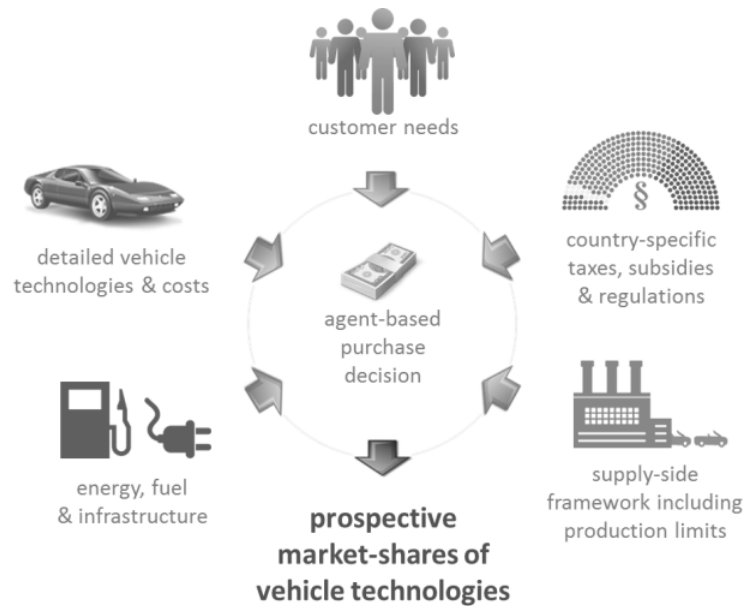 customer needs
detailed vehicle
technologies & costs
§
country-specific
taxes, subsidies
& regulations
agent-based
purchase
decision
energy, fuel
& infrastructure
supply-side
framework including
production limits
prospective
market-shares of
vehicle technologies